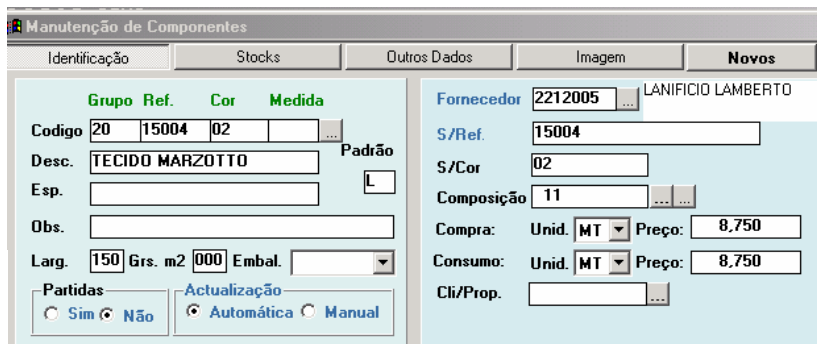 Manutenção de Componentes
Identificação Stocks Outros Dados Imagem Novos
Grupo Ref. Cor Medida
Codigo 20 15004 02 ...
Desc. TECIDO MARZOTTO Padrão
Esp. L
Obs.
Larg. 150 Grs. m2 000 Embal.
Partidas Actualização
Sim Não Automática Manual
Fornecedor 2212005 ... LANIFICIO LAMBERTO
S/Ref. 15004
S/Cor 02
Composição 11 ... ...
Compra: Unid. MT Preço: 8,750
Consumo: Unid. MT Preço: 8,750
Cli/Prop. ...